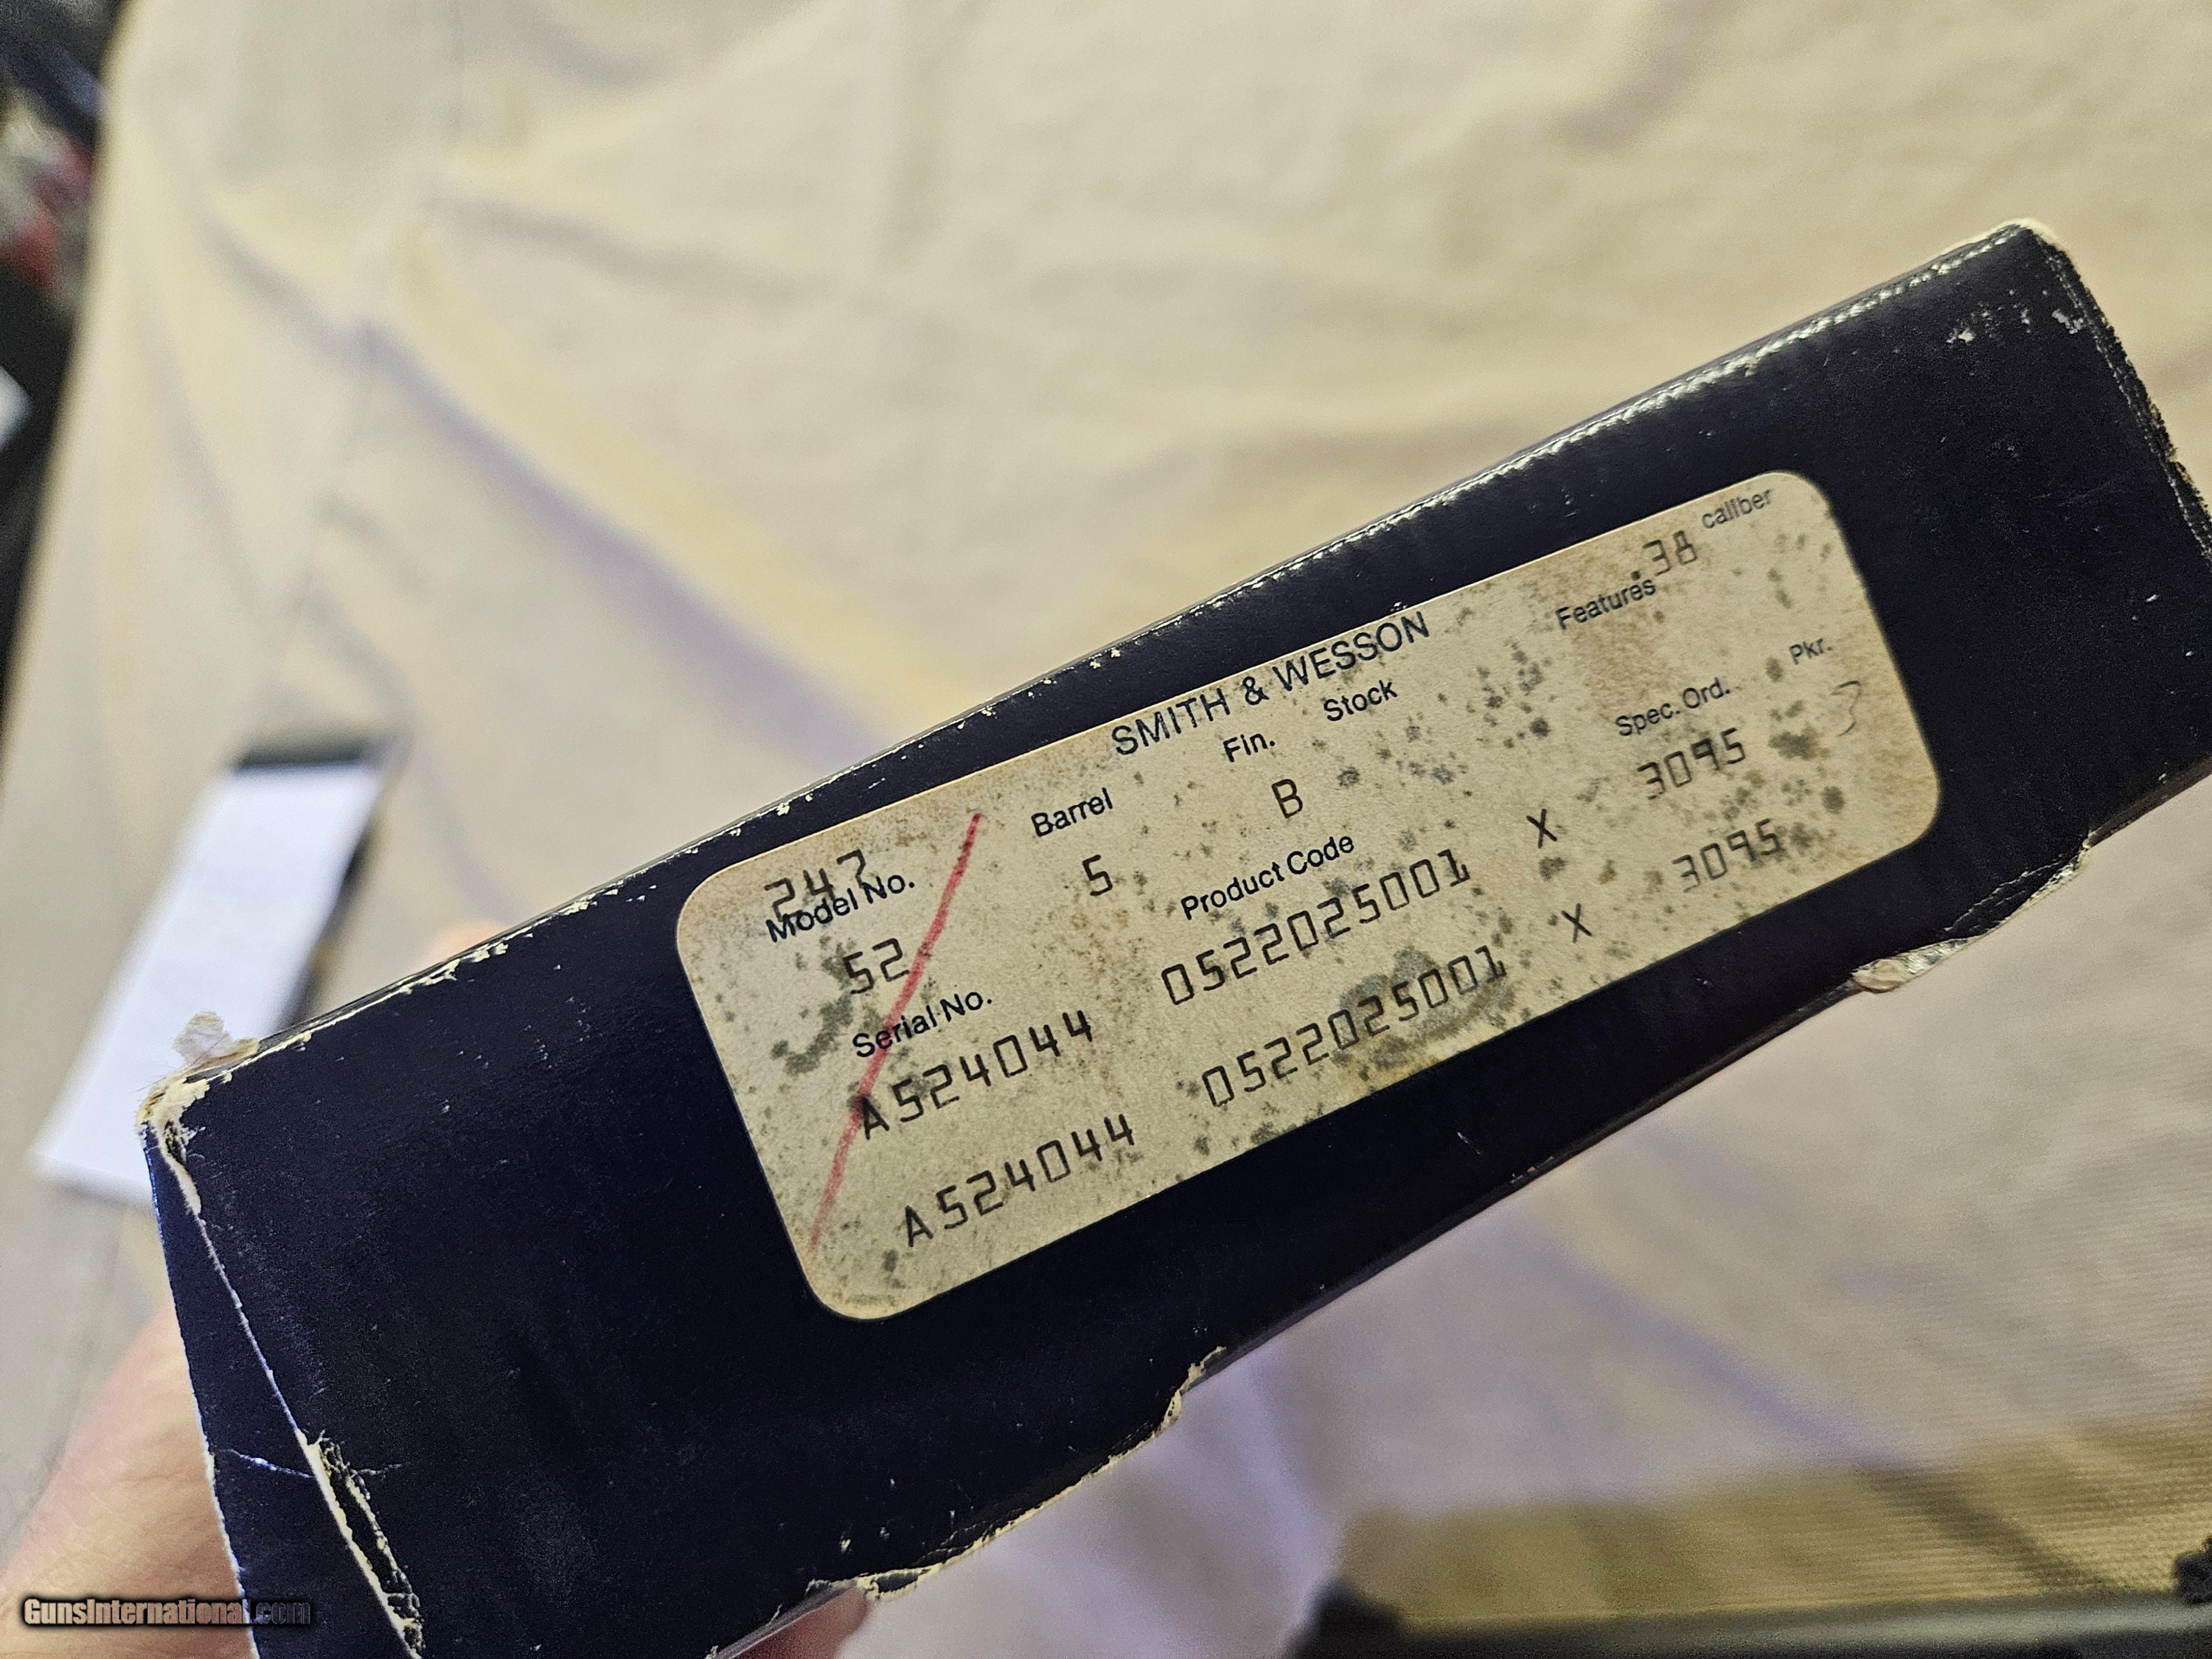 SMITH & WESSON
.38 caliber
247
Model No. Barrel Fin. Stock Features
52 5 B
Serial No. Product Code Spec. Ord. Pkr.
A524044 0522025001 X 3095 3
A524044 0522025001 X 3095
GunsInternational.com